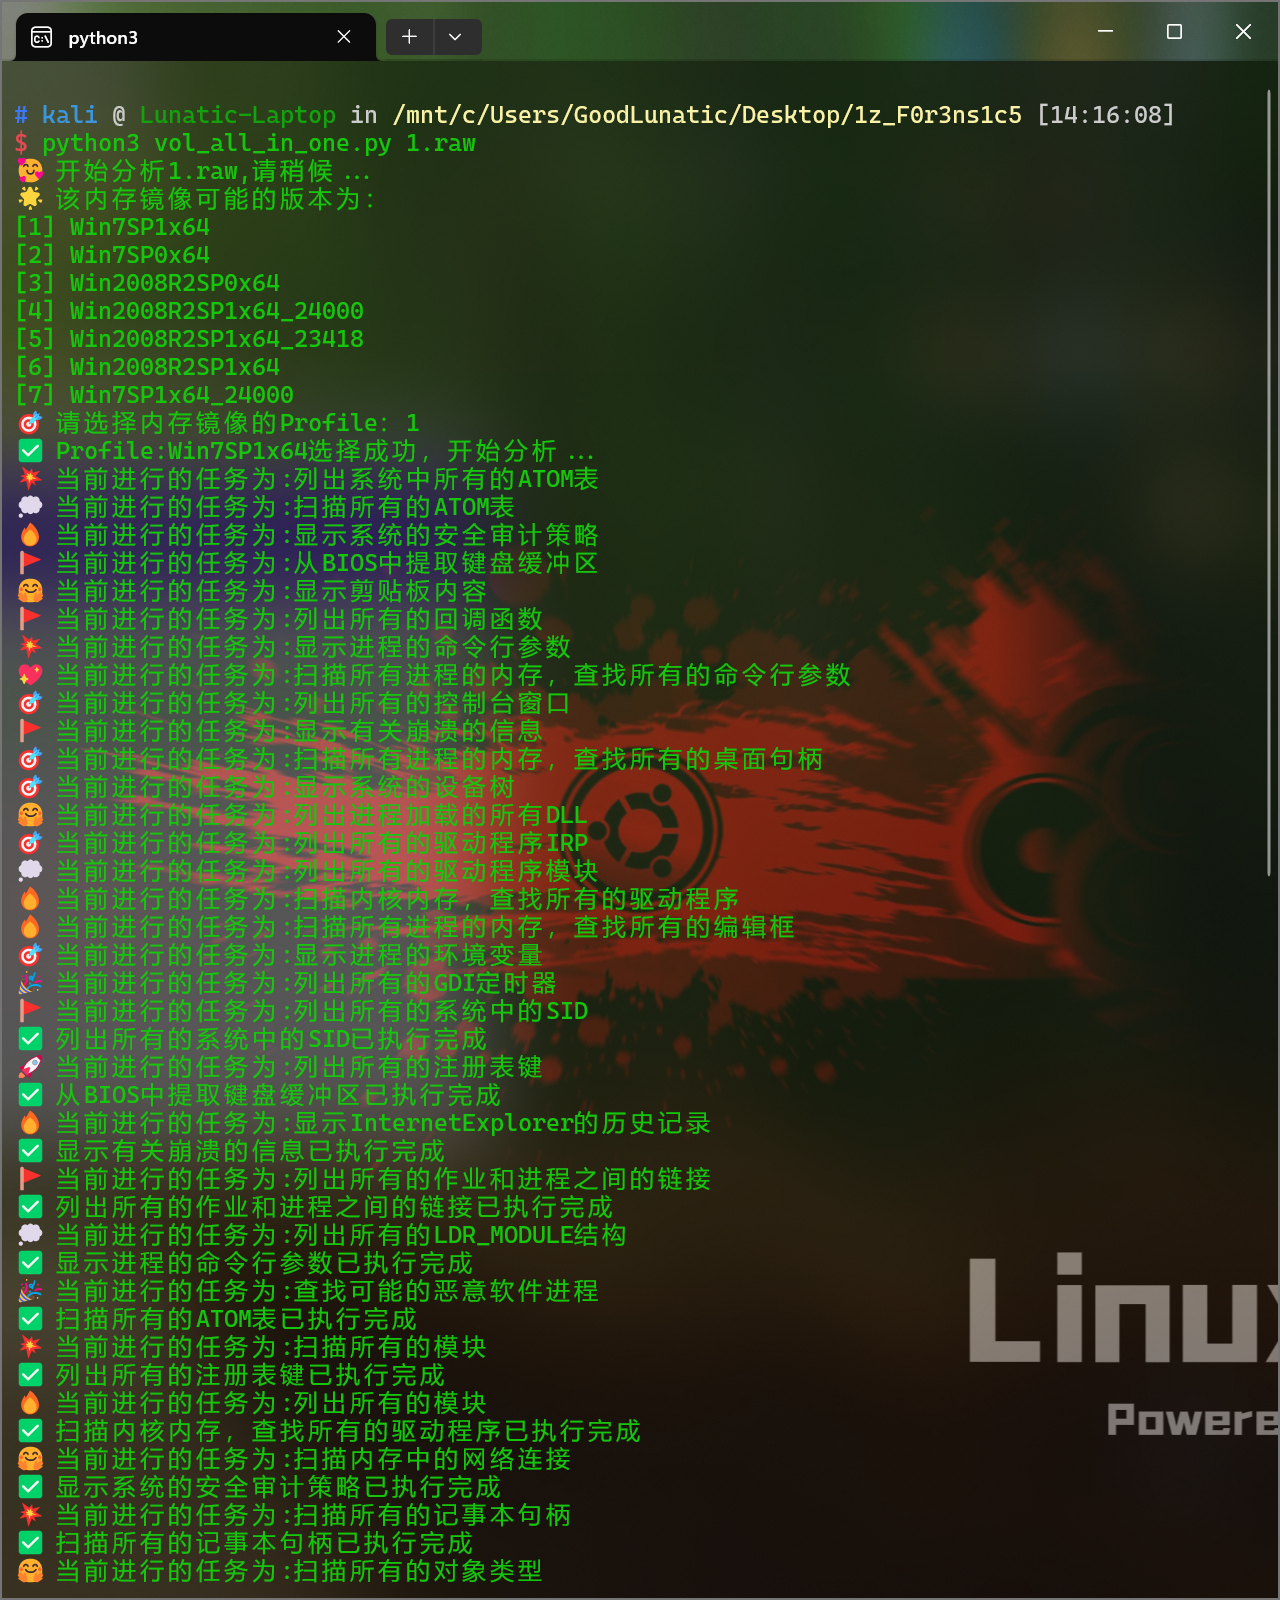 python3
# kali @ Lunatic-Laptop in /mnt/c/Users/GoodLunatic/Desktop/1z_F0r3ns1c5 [14:16:08]
$ python3 vol_all_in_one.py 1.raw
🥰 开始分析1.raw,请稍候 ...
🌟 该内存镜像可能的版本为:
[1] Win7SP1x64
[2] Win7SP0x64
[3] Win2008R2SP0x64
[4] Win2008R2SP1x64_24000
[5] Win2008R2SP1x64_23418
[6] Win2008R2SP1x64
[7] Win7SP1x64_24000
🎯 请选择内存镜像的Profile: 1
✅ Profile:Win7SP1x64选择成功, 开始分析 ...
💥 当前进行的任务为:列出系统中所有的ATOM表
💭 当前进行的任务为:扫描所有的ATOM表
🔥 当前进行的任务为:显示系统的安全审计策略
🚩 当前进行的任务为:从BIOS中提取键盘缓冲区
🤗 当前进行的任务为:显示剪贴板内容
🚩 当前进行的任务为:列出所有的回调函数
💥 当前进行的任务为:显示进程的命令行参数
💖 当前进行的任务为:扫描所有进程的内存, 查找所有的命令行参数
🎯 当前进行的任务为:列出所有的控制台窗口
🚩 当前进行的任务为:显示有关崩溃的信息
🎯 当前进行的任务为:扫描所有进程的内存, 查找所有的桌面句柄
🎯 当前进行的任务为:显示系统的设备树
🤗 当前进行的任务为:列出进程加载的所有DLL
🎯 当前进行的任务为:列出所有的驱动程序IRP
💭 当前进行的任务为:列出所有的驱动程序模块
🔥 当前进行的任务为:扫描内核内存, 查找所有的驱动程序
🔥 当前进行的任务为:扫描所有进程的内存, 查找所有的编辑框
🎯 当前进行的任务为:显示进程的环境变量
🎉 当前进行的任务为:列出所有的GDI定时器
🚩 当前进行的任务为:列出所有的系统中的SID
✅ 列出所有的系统中的SID已执行完成
🚀 当前进行的任务为:列出所有的注册表键
✅ 从BIOS中提取键盘缓冲区已执行完成
🔥 当前进行的任务为:显示InternetExplorer的历史记录
✅ 显示有关崩溃的信息已执行完成
🚩 当前进行的任务为:列出所有的作业和进程之间的链接
✅ 列出所有的作业和进程之间的链接已执行完成
💭 当前进行的任务为:列出所有的LDR_MODULE结构
✅ 显示进程的命令行参数已执行完成
🎉 当前进行的任务为:查找可能的恶意软件进程
✅ 扫描所有的ATOM表已执行完成
💥 当前进行的任务为:扫描所有的模块
✅ 列出所有的注册表键已执行完成
🔥 当前进行的任务为:列出所有的模块
✅ 扫描内核内存, 查找所有的驱动程序已执行完成
🤗 当前进行的任务为:扫描内存中的网络连接
✅ 显示系统的安全审计策略已执行完成
💥 当前进行的任务为:扫描所有的记事本句柄
✅ 扫描所有的记事本句柄已执行完成
🤗 当前进行的任务为:扫描所有的对象类型
Linux
Powere